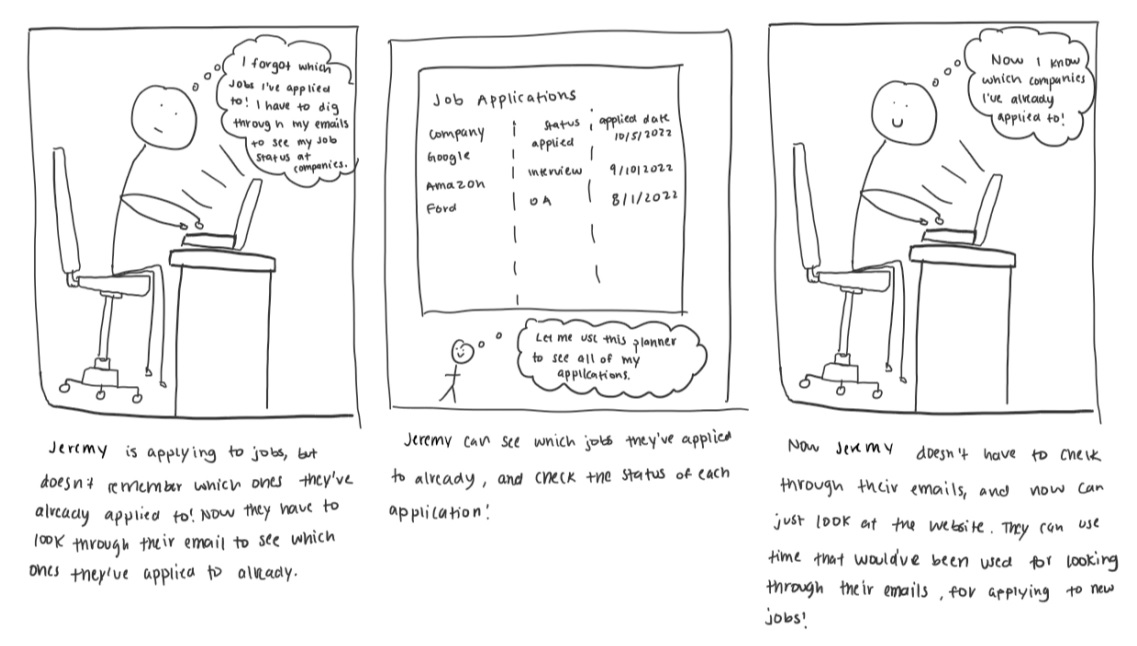 I forgot which
jobs I've applied
to! I have to dig
through my emails
to see my job
status at
companies.
Jeremy is applying to jobs, but
doesn't remember which ones they've
already applied to! Now they have to
look through their email to see which
ones they've applied to already.
Job Applications
Company status applied date
Google applied 10/5/2022
Amazon interview 9/10/2022
Ford OA 8/1/2022
Let me use this planner
to see all of my
applications.
Jeremy can see which jobs they've applied
to already, and check the status of each
application!
Now I know
which companies
I've already
applied to!
Now Jeremy doesn't have to check
through their emails, and now can
just look at the website. They can use
time that would've been used for looking
through their emails, for applying to new
jobs!